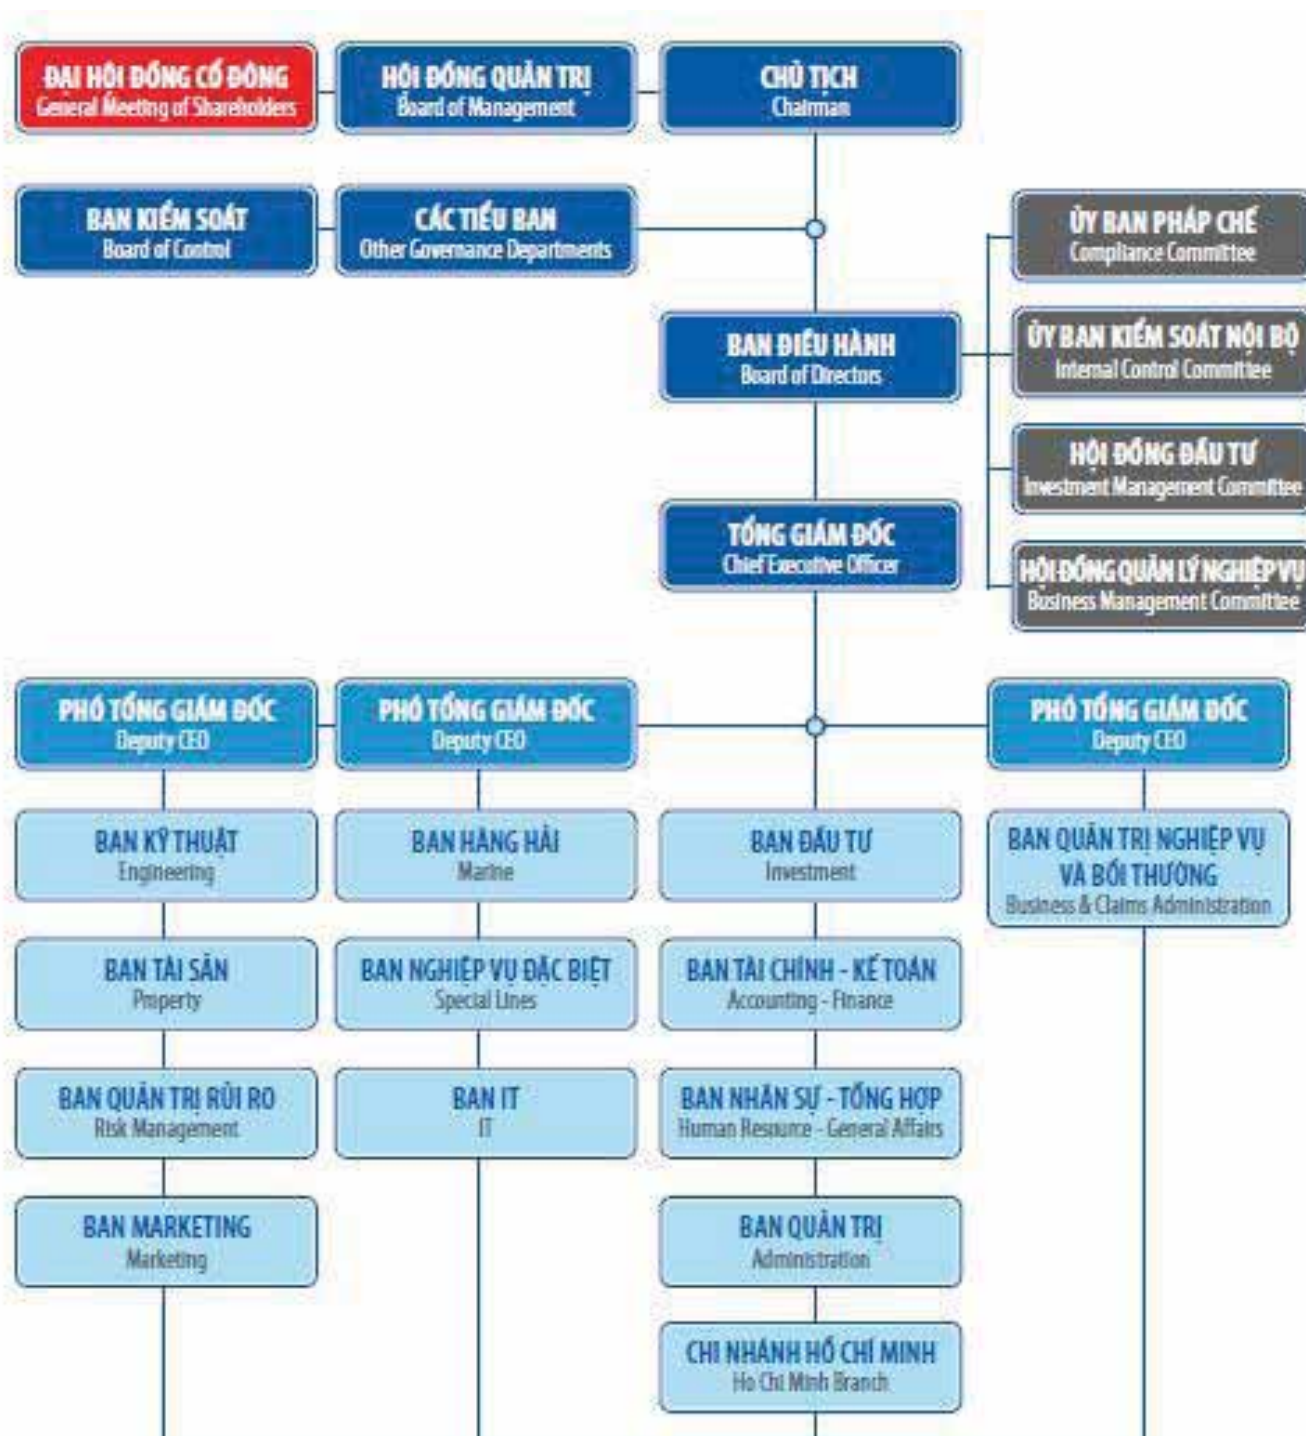 ĐẠI HỘI ĐỒNG CỔ ĐÔNG
General Meeting of Shareholders
HỘI ĐỒNG QUẢN TRỊ
Board of Management
CHỦ TỊCH
Chairman
BAN KIỂM SOÁT
Board of Control
CÁC TIỂU BAN
Other Governance Departments
ỦY BAN PHÁP CHẾ
Compliance Committee
BAN ĐIỀU HÀNH
Board of Directors
ỦY BAN KIỂM SOÁT NỘI BỘ
Internal Control Committee
HỘI ĐỒNG ĐẦU TƯ
Investment Management Committee
TỔNG GIÁM ĐỐC
Chief Executive Officer
HỘI ĐỒNG QUẢN LÝ NGHIỆP VỤ
Business Management Committee
PHÓ TỔNG GIÁM ĐỐC
Deputy CEO
PHÓ TỔNG GIÁM ĐỐC
Deputy CEO
PHÓ TỔNG GIÁM ĐỐC
Deputy CEO
BAN KỸ THUẬT
Engineering
BAN HÀNG HẢI
Marine
BAN ĐẦU TƯ
Investment
BAN QUẢN TRỊ NGHIỆP VỤ
VÀ BỒI THƯỜNG
Business & Claims Administration
BAN TÀI SẢN
Property
BAN NGHIỆP VỤ ĐẶC BIỆT
Special Lines
BAN TÀI CHÍNH - KẾ TOÁN
Accounting - Finance
BAN QUẢN TRỊ RỦI RO
Risk Management
BAN IT
IT
BAN NHÂN SỰ - TỔNG HỢP
Human Resource - General Affairs
BAN MARKETING
Marketing
BAN QUẢN TRỊ
Administration
CHI NHÁNH HỒ CHÍ MINH
Ho Chi Minh Branch